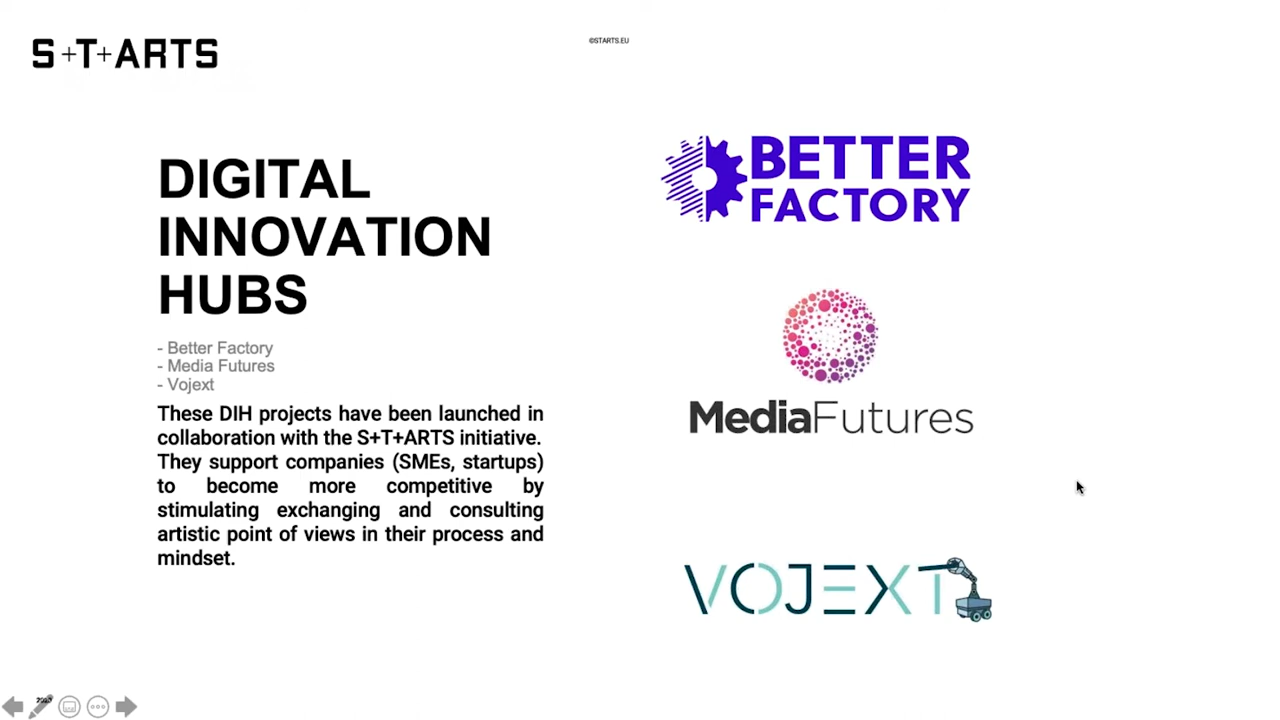 S+T+ARTS
©STARTS.EU
DIGITAL
INNOVATION
HUBS
- Better Factory
- Media Futures
- Vojext
These DIH projects have been launched in
collaboration with the S+T+ARTS initiative.
They support companies (SMEs, startups)
to become more competitive by
stimulating exchanging and consulting
artistic point of views in their process and
mindset.
BETTER
FACTORY
MediaFutures
VOJEXT